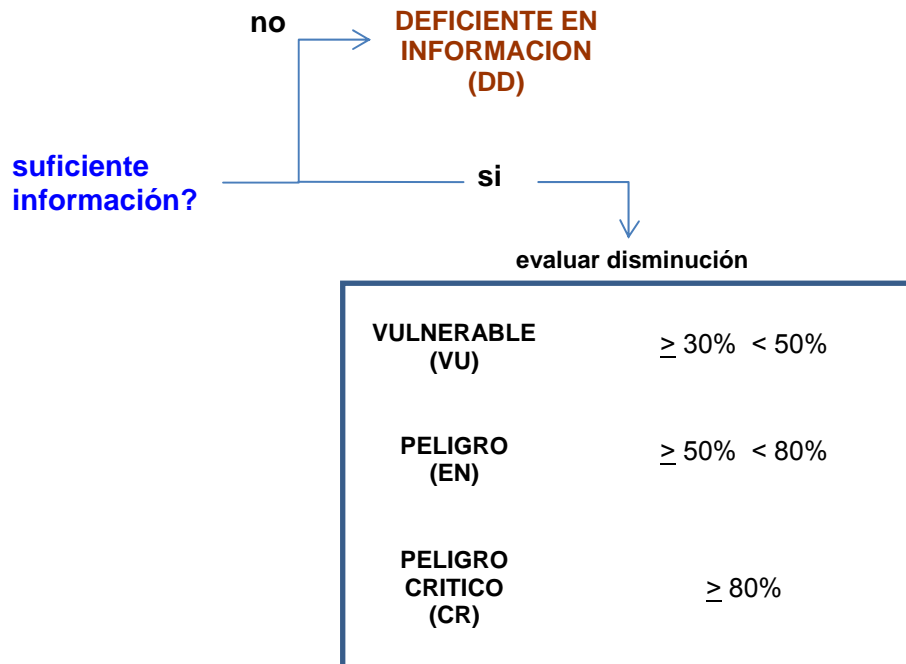 no
DEFICIENTE EN
INFORMACION
(DD)
suficiente
información?
si
evaluar disminución
VULNERABLE
(VU)
≥ 30% < 50%
PELIGRO
(EN)
≥ 50% < 80%
PELIGRO
CRITICO
(CR)
≥ 80%